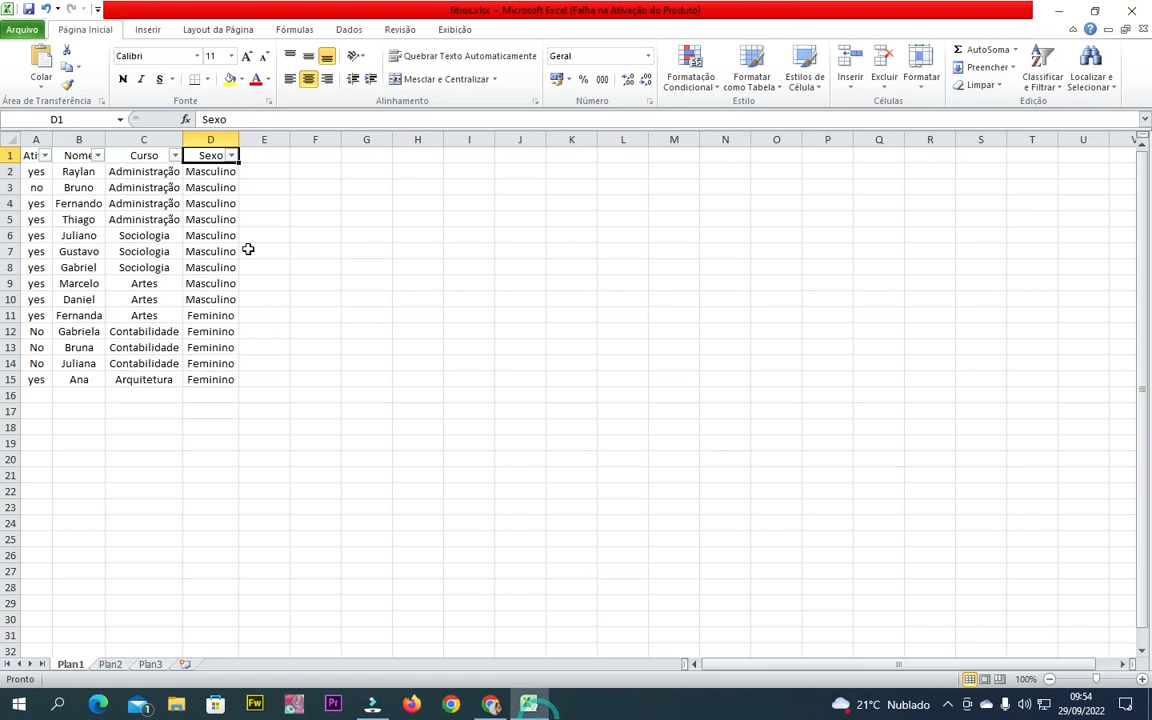 fitros.xlsx - Microsoft Excel (Falha na Ativação do Produto)
Arquivo Página Inicial Inserir Layout da Página Fórmulas Dados Revisão Exibição
Colar
Calibri 11
Quebrar Texto Automaticamente
Geral
Formatação Condicional
Formatar como Tabela
Estilos de Célula
Inserir
Excluir
Formatar
AutoSoma
Preencher
Limpar
Classificar e Filtrar
Localizar e Selecionar
N I S
Mesclar e Centralizar
% 000
Área de Transferência Fonte Alinhamento Número Estilo Células Edição
D1 fx Sexo
A B C D E F G H I J K L M N O P Q R S T U V
1 Ati Nome Curso Sexo
2 yes Raylan Administração Masculino
3 no Bruno Administração Masculino
4 yes Fernando Administração Masculino
5 yes Thiago Administração Masculino
6 yes Juliano Sociologia Masculino
7 yes Gustavo Sociologia Masculino
8 yes Gabriel Sociologia Masculino
9 yes Marcelo Artes Masculino
10 yes Daniel Artes Masculino
11 yes Fernanda Artes Feminino
12 No Gabriela Contabilidade Feminino
13 No Bruna Contabilidade Feminino
14 No Juliana Contabilidade Feminino
15 yes Ana Arquitetura Feminino
16
17
18
19
20
21
22
23
24
25
26
27
28
29
30
31
32
Plan1 Plan2 Plan3
Pronto 100%
Fw Pr 21°C Nublado 09:54
29/09/2022